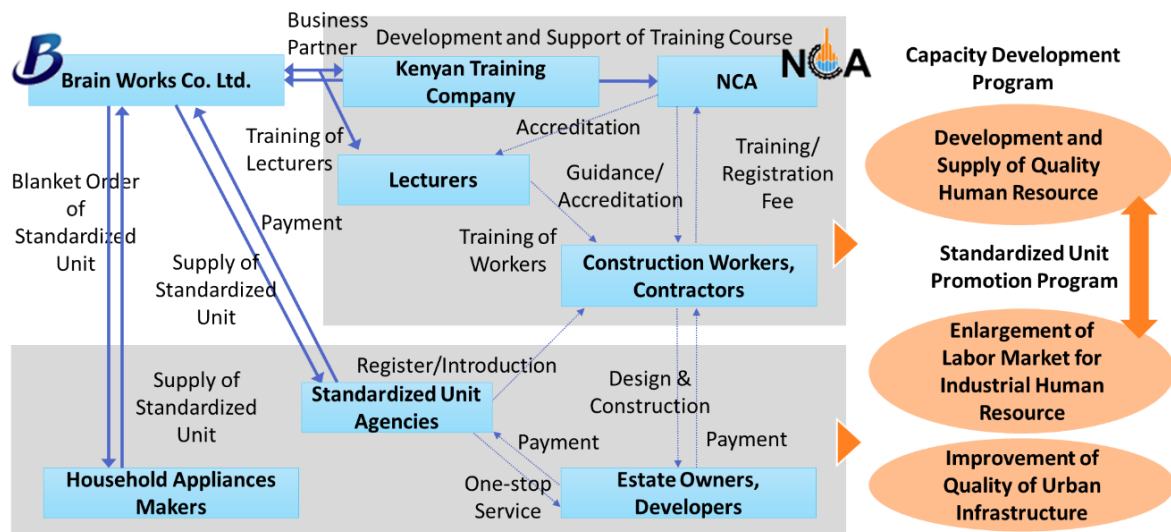 Business
Partner
Development and Support of Training Course
B
Brain Works Co. Ltd.
Kenyan Training
Company
NCA
NCA
Training of
Lecturers
Accreditation
Lecturers
Guidance/
Accreditation
Training/
Registration
Fee
Blanket Order
of
Standardized
Unit
Payment
Supply of
Standardized
Unit
Training of
Workers
Construction Workers,
Contractors
Register/Introduction
Standardized Unit
Agencies
Supply of
Standardized
Unit
Design &
Construction
Payment
Payment
One-stop
Service
Household Appliances
Makers
Estate Owners,
Developers
Capacity Development
Program
Development and
Supply of Quality
Human Resource
Standardized Unit
Promotion Program
Enlargement of
Labor Market for
Industrial Human
Resource
Improvement of
Quality of Urban
Infrastructure